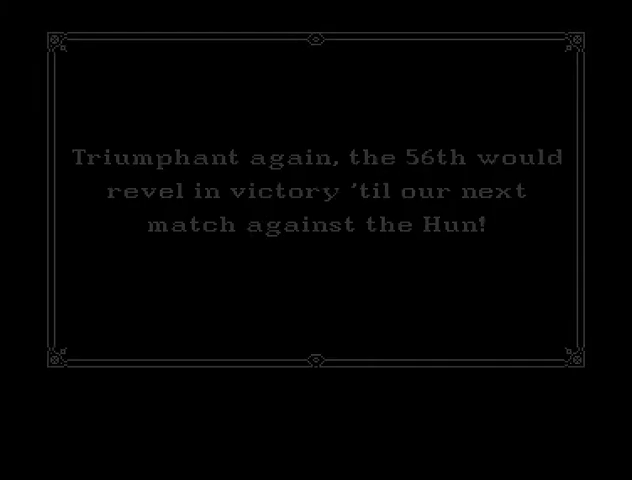 Triumphant again, the 56th would
revel in victory 'til our next
match against the Hun!